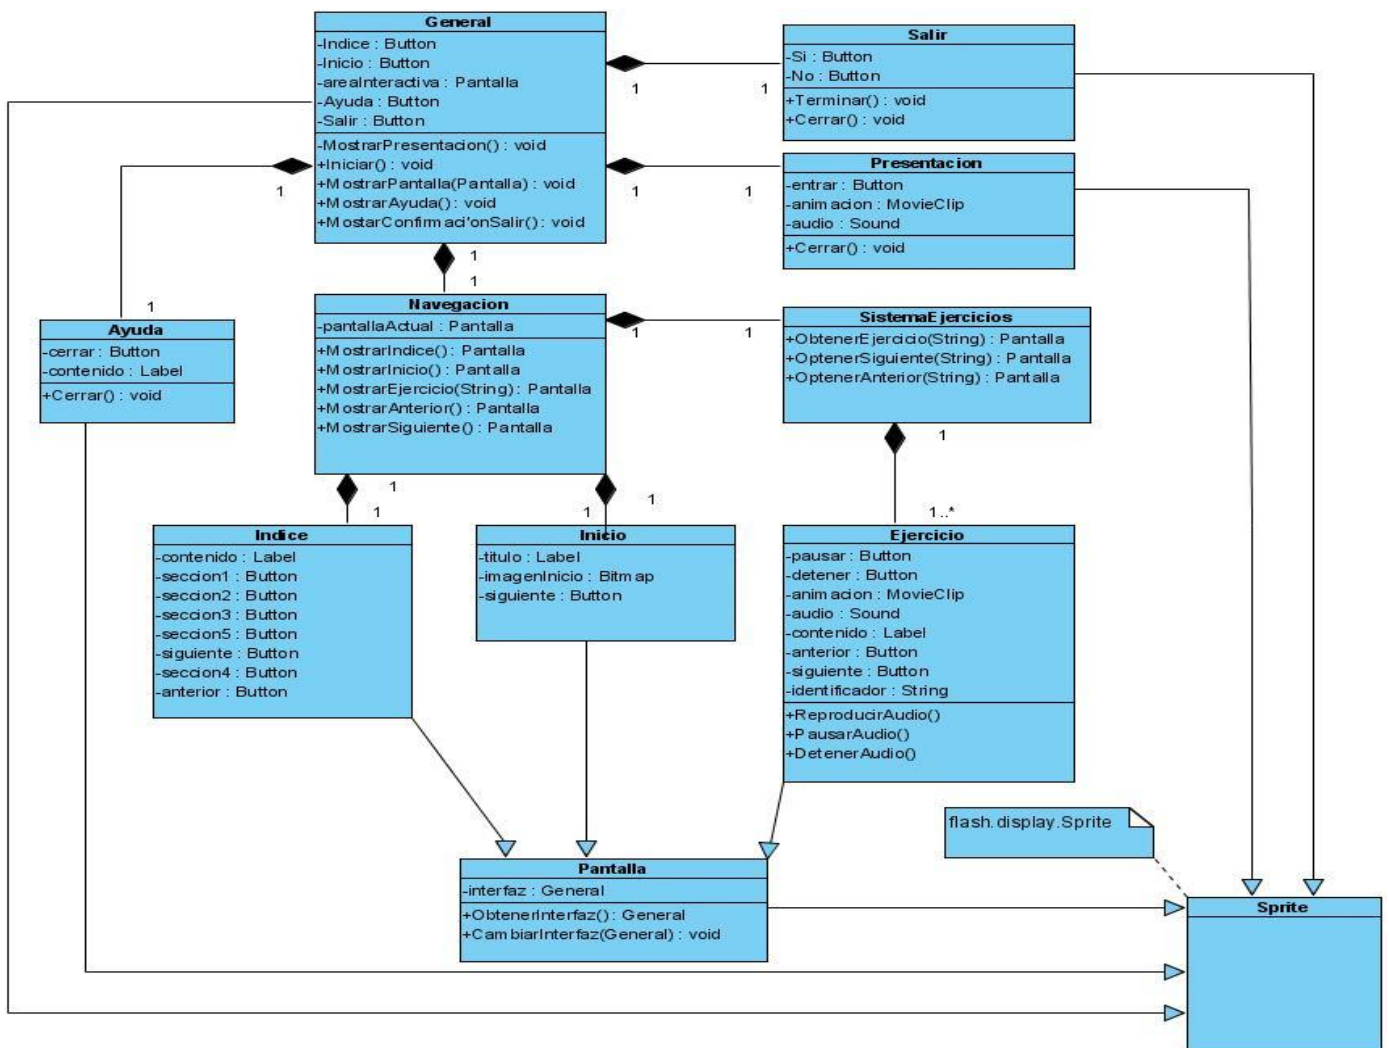 General
-Indice : Button
-Inicio : Button
-areaInteractiva : Pantalla
-Ayuda : Button
-Salir : Button
-MostrarPresentacion() : void
+Iniciar() : void
+MostrarPantalla(Pantalla) : void
+MostrarAyuda() : void
+MostarConfirmaci'onSalir() : void
1
1
Salir
-Si : Button
-No : Button
+Terminar() : void
+Cerrar() : void
1
1
Presentacion
-entrar : Button
-animacion : MovieClip
-audio : Sound
+Cerrar() : void
1
1
Ayuda
-cerrar : Button
-contenido : Label
+Cerrar() : void
1
1
Navegacion
-pantallaActual : Pantalla
+MostrarIndice() : Pantalla
+MostrarInicio() : Pantalla
+MostrarEjercicio(String) : Pantalla
+MostrarAnterior() : Pantalla
+MostrarSiguiente() : Pantalla
1
1
SistemaEjercicios
+ObtenerEjercicio(String) : Pantalla
+OptenerSiguiente(String) : Pantalla
+OptenerAnterior(String) : Pantalla
1
1
Indice
-contenido : Label
-seccion1 : Button
-seccion2 : Button
-seccion3 : Button
-seccion5 : Button
-siguiente : Button
-seccion4 : Button
-anterior : Button
1
1
Inicio
-titulo : Label
-imagenInicio : Bitmap
-siguiente : Button
1
1..*
Ejercicio
-pausar : Button
-detener : Button
-animacion : MovieClip
-audio : Sound
-contenido : Label
-anterior : Button
-siguiente : Button
-identificador : String
+ReproducirAudio()
+PausarAudio()
+DetenerAudio()
flash.display.Sprite
Pantalla
-interfaz : General
+ObtenerInterfaz() : General
+CambiarInterfaz(General) : void
Sprite